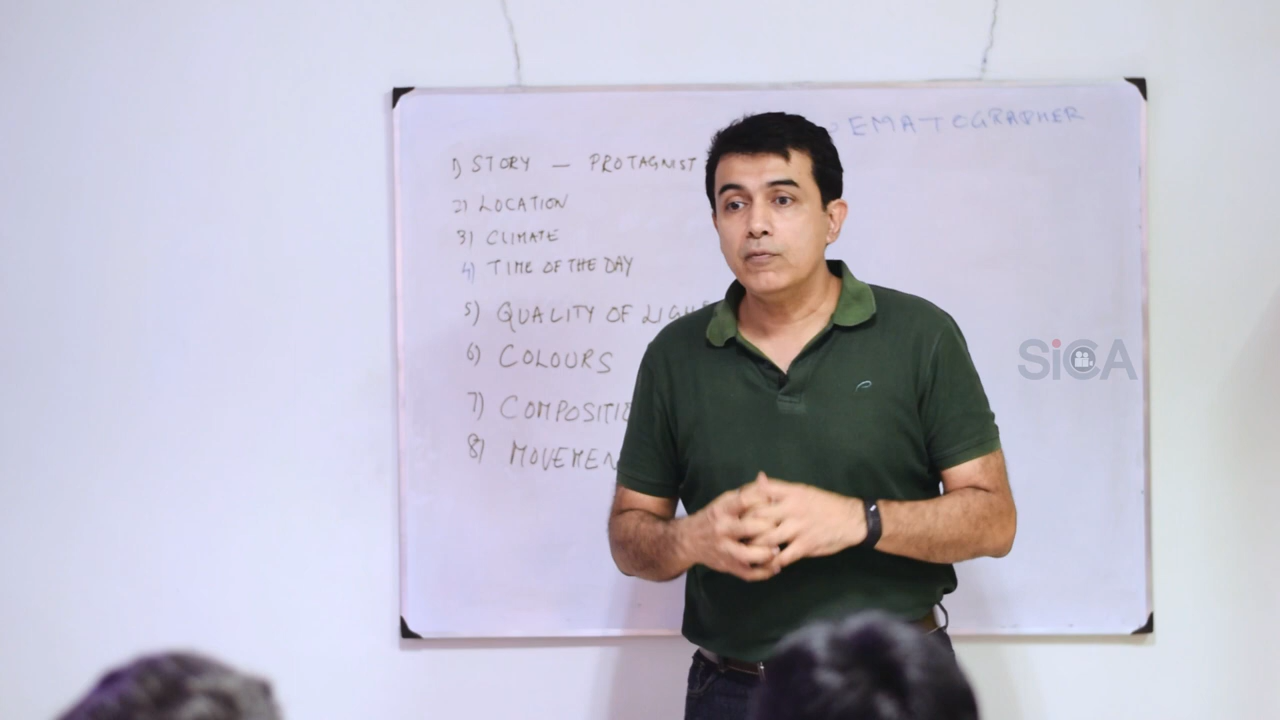 EMATOGRAPHER
1) STORY — PROTAGNIST
2) LOCATION
3) CLIMATE
4) TIME OF THE DAY
5) QUALITY OF LIGH
6) COLOURS
SiCA
7) COMPOSITI
8) MOVEMEN